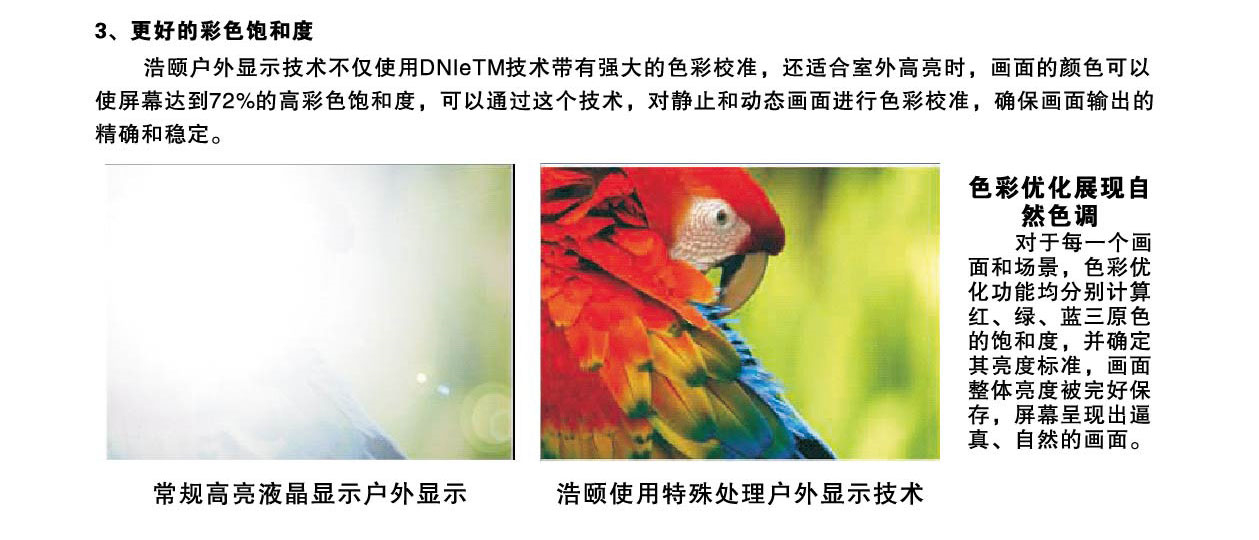 3、更好的彩色饱和度
浩颐户外显示技术不仅使用DNIeTM技术带有强大的色彩校准，还适合室外高亮时，画面的颜色可以
使屏幕达到72%的高彩色饱和度，可以通过这个技术，对静止和动态画面进行色彩校准，确保画面输出的
精确和稳定。
色彩优化展现自
然色调
对于每一个画
面和场景，色彩优
化功能均分别计算
红、绿、蓝三原色
的饱和度，并确定
其亮度标准，画面
整体亮度被完好保
存，屏幕呈现出逼
真、自然的画面。
常规高亮液晶显示户外显示
浩颐使用特殊处理户外显示技术